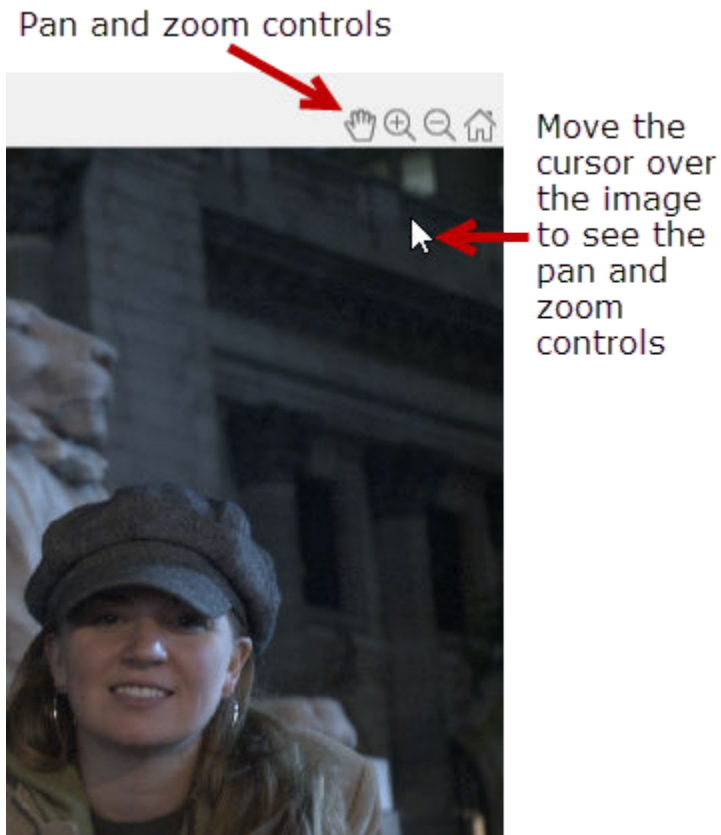 Pan and zoom controls
Move the
cursor over
the image
to see the
pan and
zoom
controls